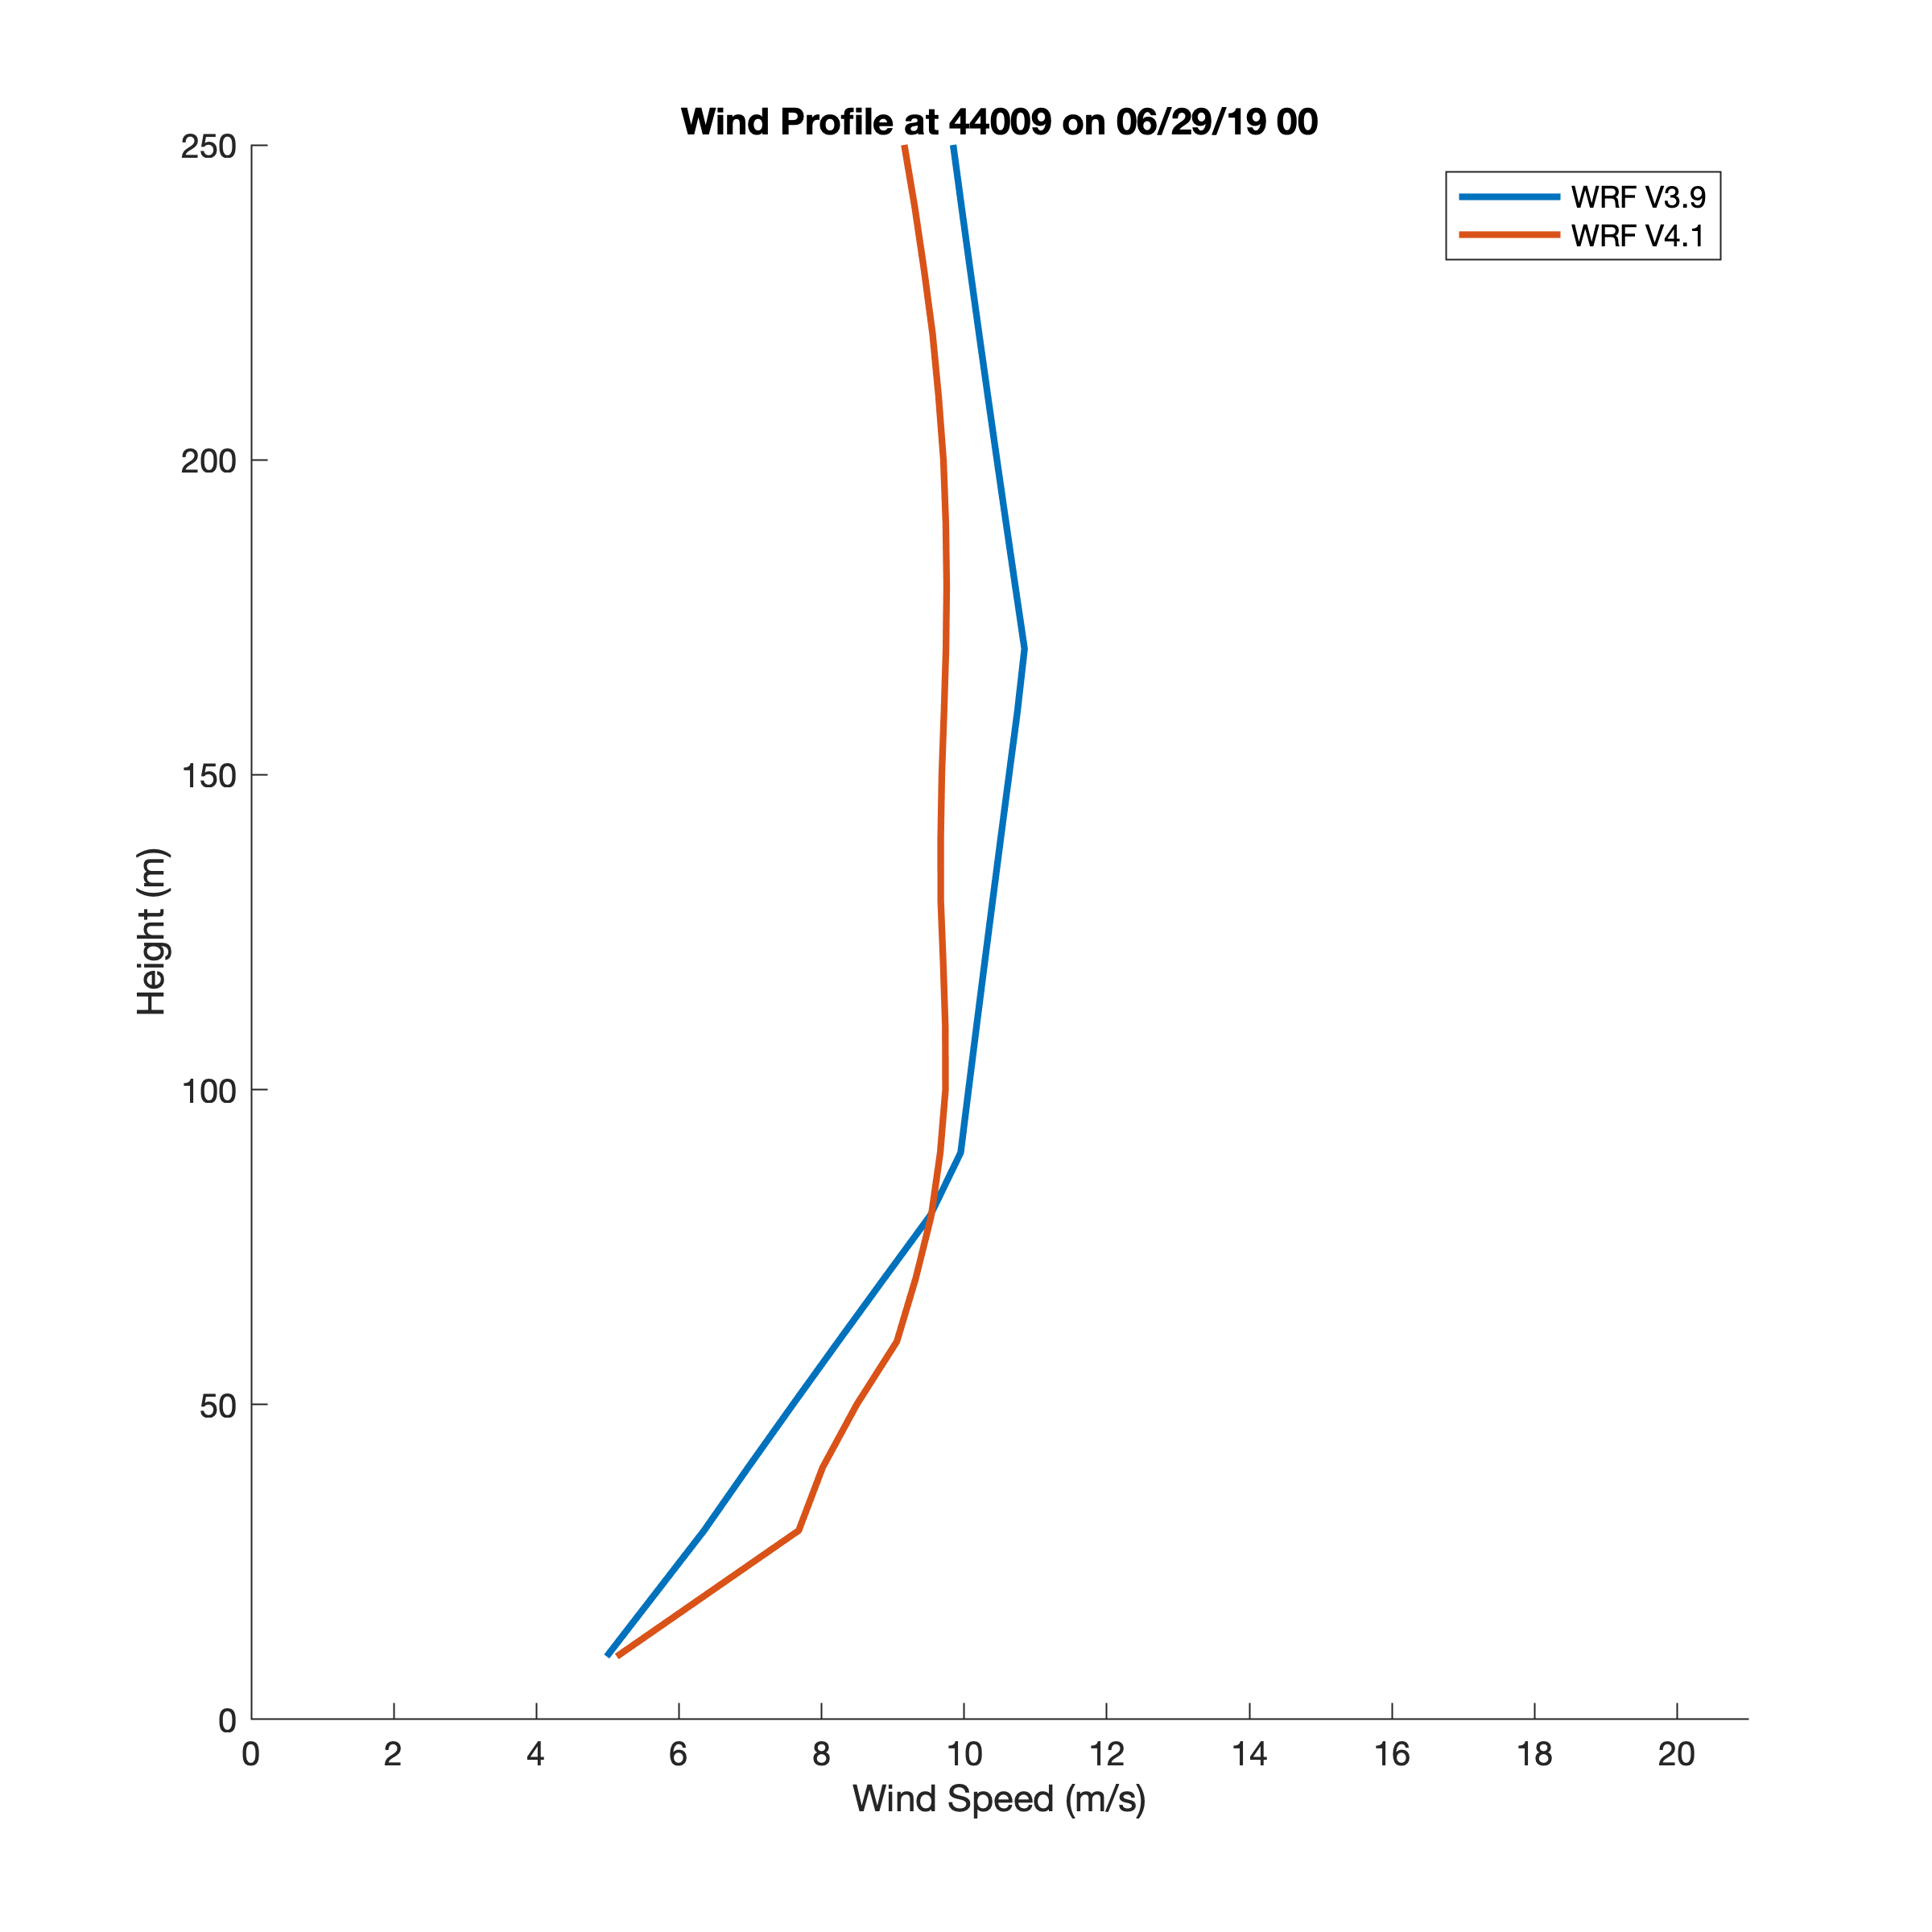 Wind Profile at 44009 on 06/29/19 00
WRF V3.9
WRF V4.1
250
200
150
100
50
0
Height (m)
0 2 4 6 8 10 12 14 16 18 20
Wind Speed (m/s)